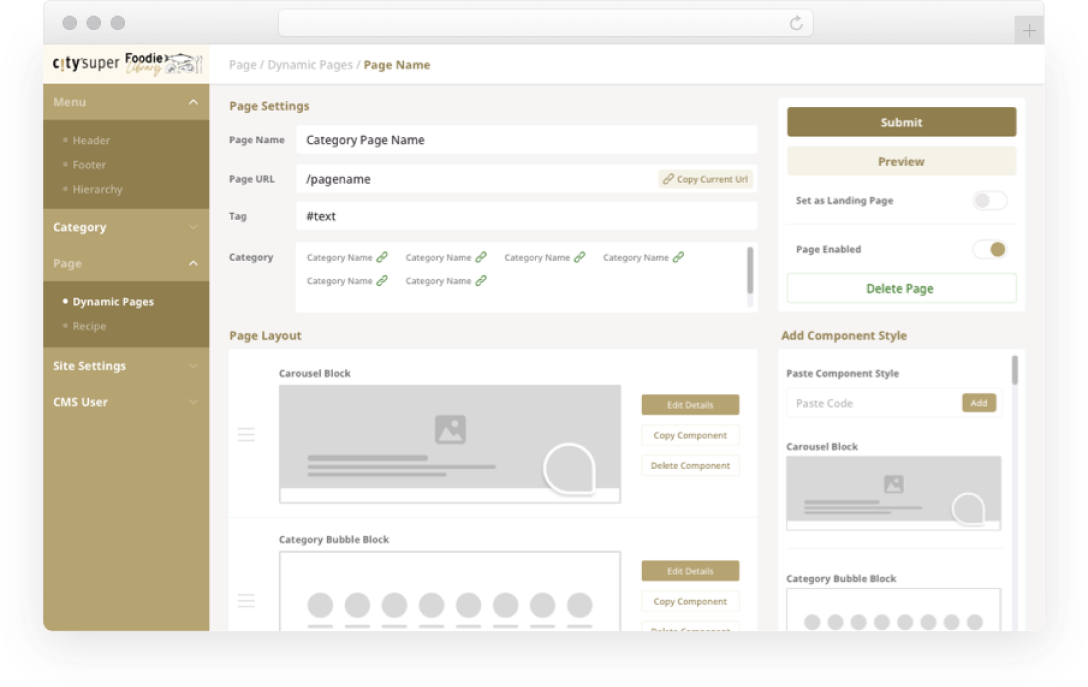 city'super Foodie Library
Page / Dynamic Pages / Page Name
Menu
Header
Footer
Hierarchy
Category
Page
Dynamic Pages
Recipe
Site Settings
CMS User
Page Settings
Page Name
Category Page Name
Page URL
/pagename
Copy Current Url
Tag
#text
Category
Category Name Category Name Category Name Category Name
Category Name Category Name
Submit
Preview
Set as Landing Page
Page Enabled
Delete Page
Page Layout
Carousel Block
Edit Details
Copy Component
Delete Component
Category Bubble Block
Edit Details
Copy Component
Delete Component
Add Component Style
Paste Component Style
Paste Code
Add
Carousel Block
Category Bubble Block